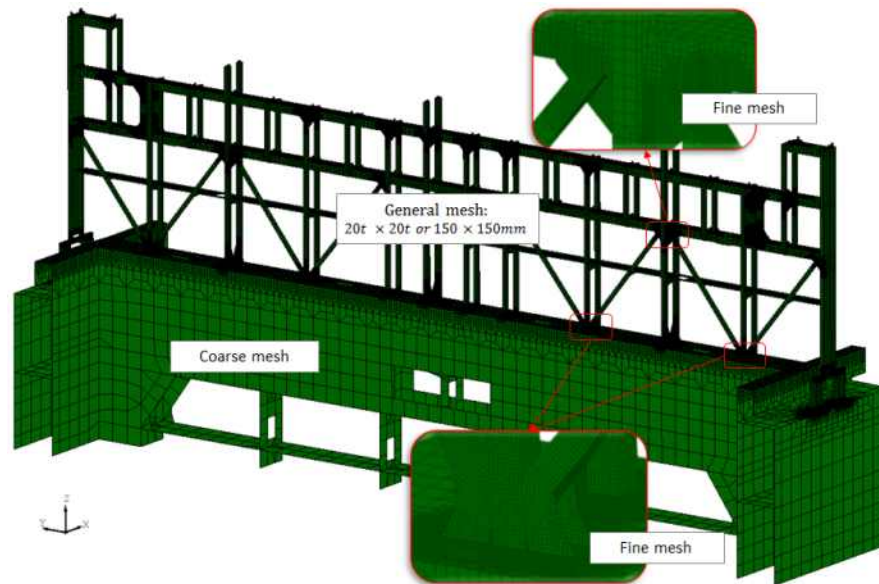 Fine mesh
General mesh:
20t × 20t or 150 × 150mm
Coarse mesh
Fine mesh
Z
Y
X